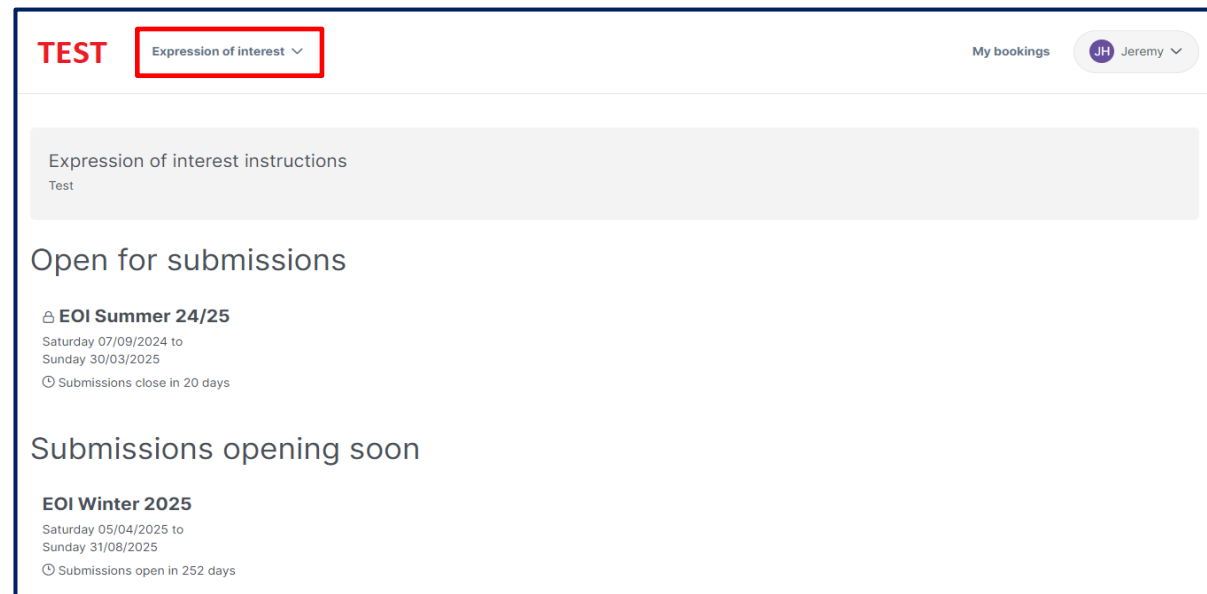 TEST
Expression of interest
My bookings
JH
Jeremy
Expression of interest instructions
Test
Open for submissions
EOI Summer 24/25
Saturday 07/09/2024 to
Sunday 30/03/2025
Submissions close in 20 days
Submissions opening soon
EOI Winter 2025
Saturday 05/04/2025 to
Sunday 31/08/2025
Submissions open in 252 days